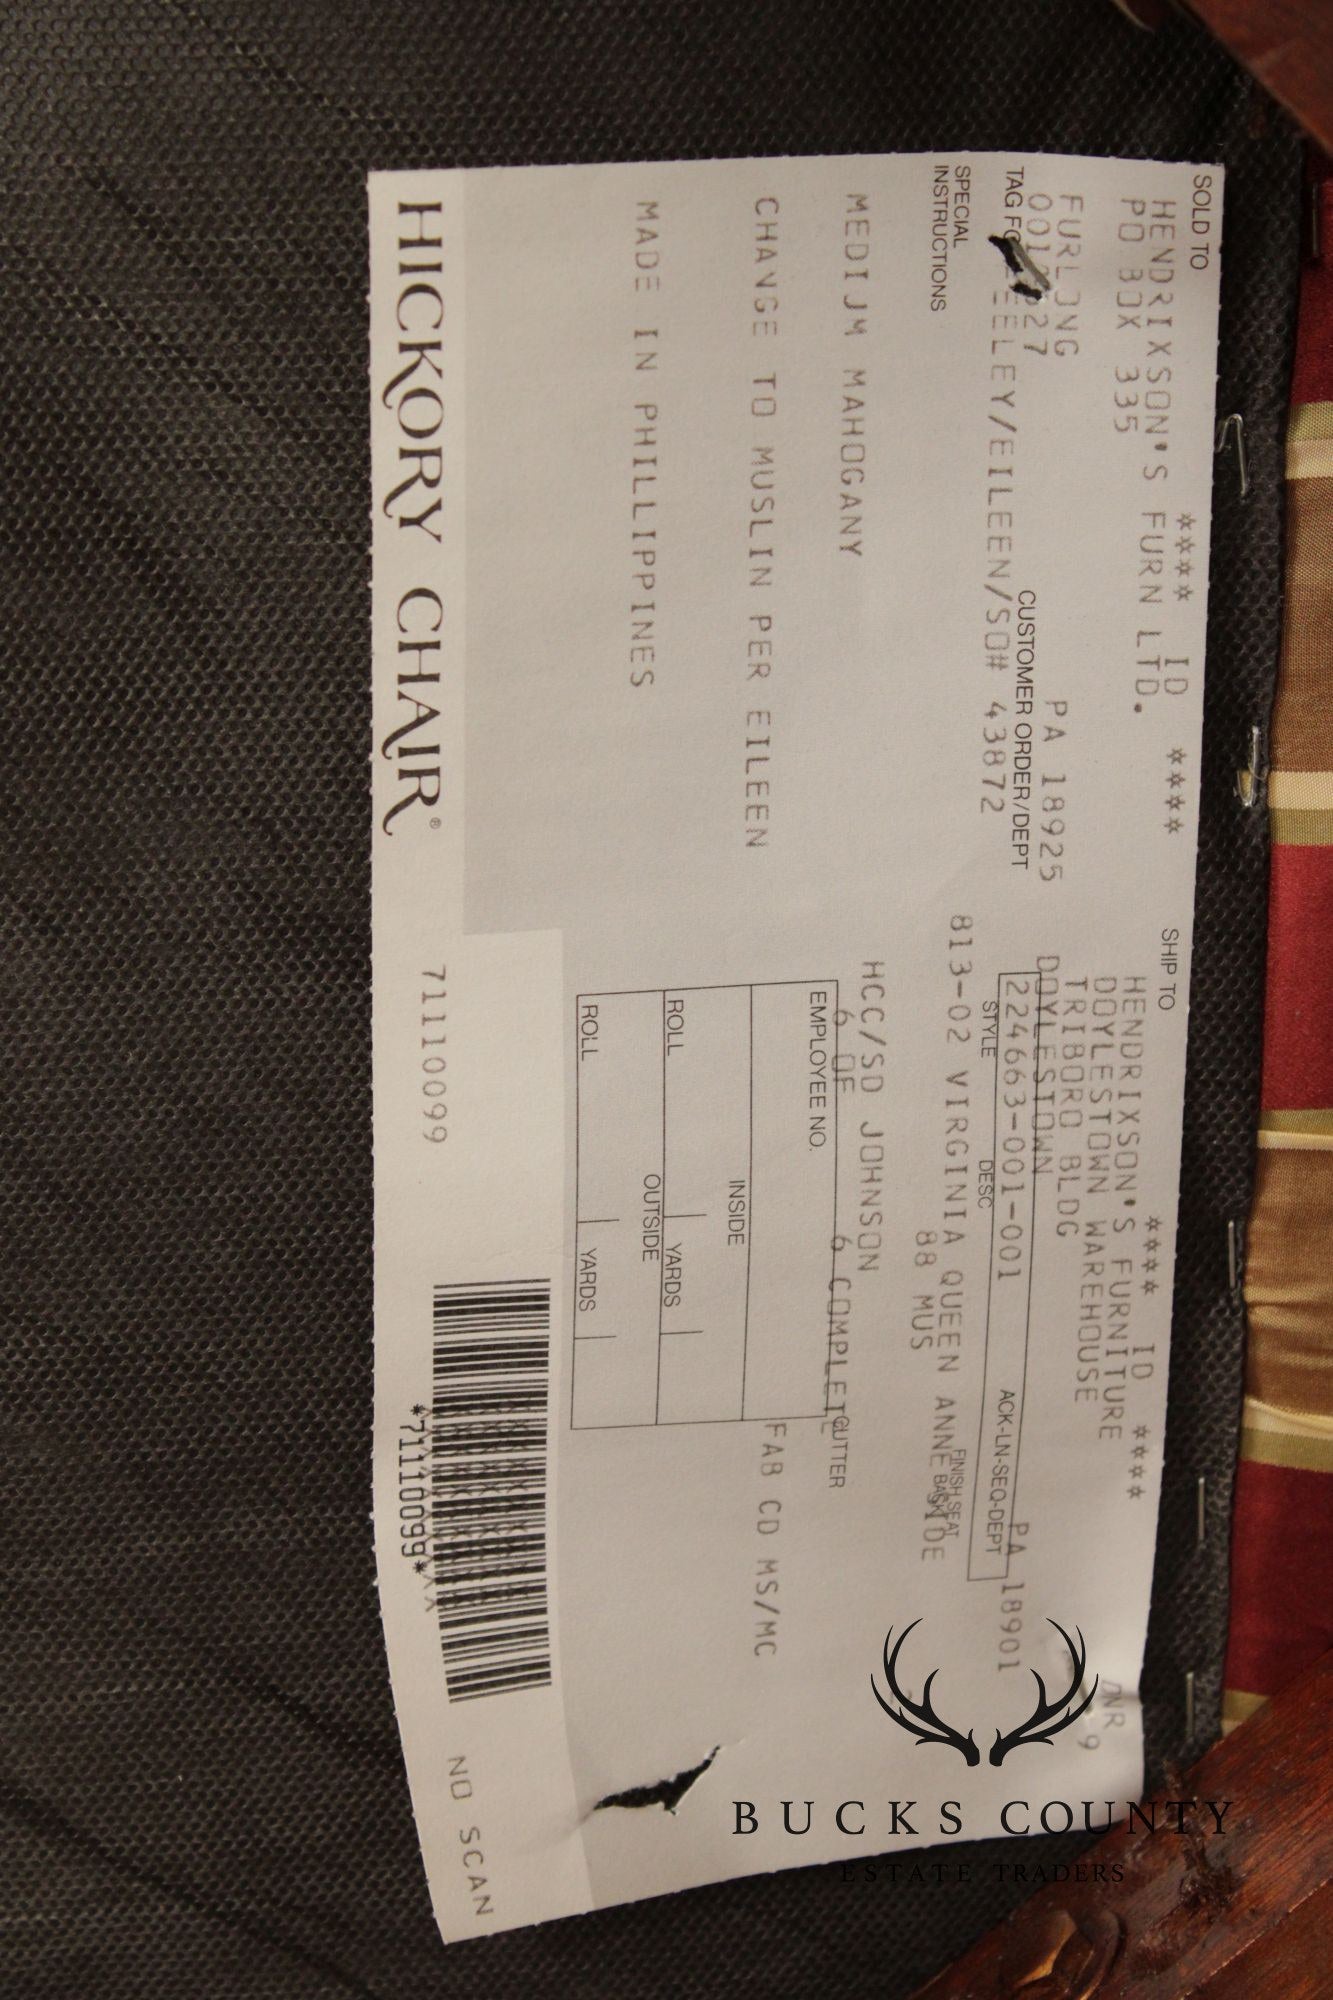 SOLD TO
**** ID ****
HENDRIXSON'S FURN LTD.
PO BOX 335
FURLONG PA 18925
27
TAG
CUSTOMER ORDER/DEPT
EELEY/EILEEN/SO# 43872
SPECIAL
INSTRUCTIONS
MEDIUM MAHOGANY
CHANGE TO MUSLIN PER EILEEN
MADE IN PHILLIPPINES
HICKORY CHAIR®
SHIP TO
**** ID ****
HENDRIXSON'S FURNITURE
DOYLESTOWN WAREHOUSE
TRIBORO BLDG
DOYLESTOWN PA 18901
224663-001-001
ACK-LN-SEQ-DEPT
STYLE DESC
FINISH SEAT
BACK
813-02 VIRGINIA QUEEN ANNE SIDE
88 MUS
HCC/SD JOHNSON
6 OF 6 COMPLETE
EMPLOYEE NO. CUTTER
FAB CD MS/MC
INSIDE
ROLL YARDS
OUTSIDE
ROLL YARDS
71110099
*71110099*
NO SCAN
BUCKS COUNTY
ESTATE TRADERS